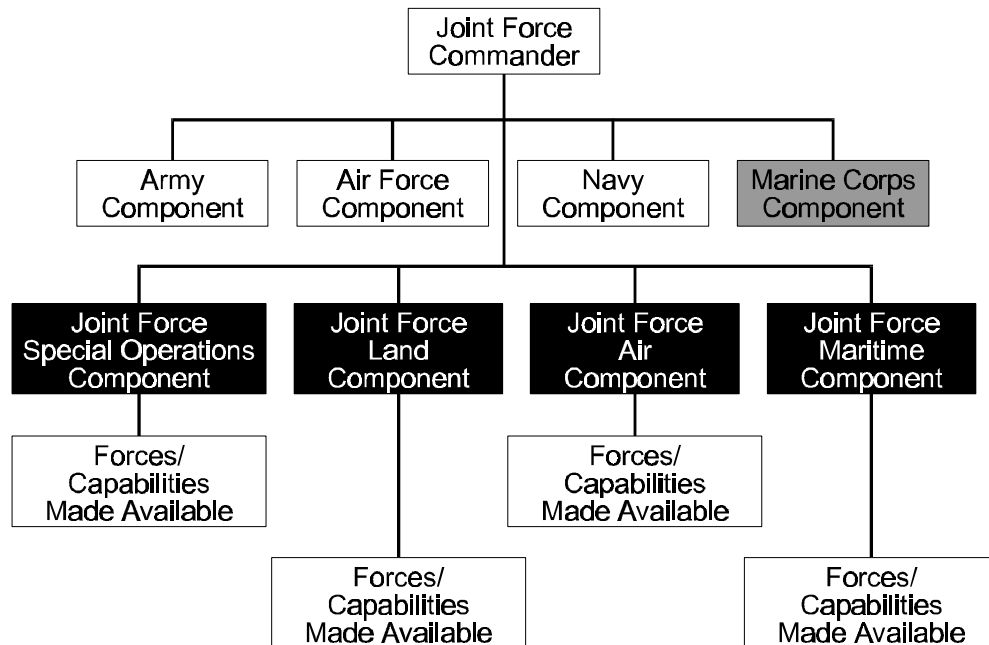 Joint Force
Commander
Army
Component
Air Force
Component
Navy
Component
Marine Corps
Component
Joint Force
Special Operations
Component
Joint Force
Land
Component
Joint Force
Air
Component
Joint Force
Maritime
Component
Forces/
Capabilities
Made Available
Forces/
Capabilities
Made Available
Forces/
Capabilities
Made Available
Forces/
Capabilities
Made Available